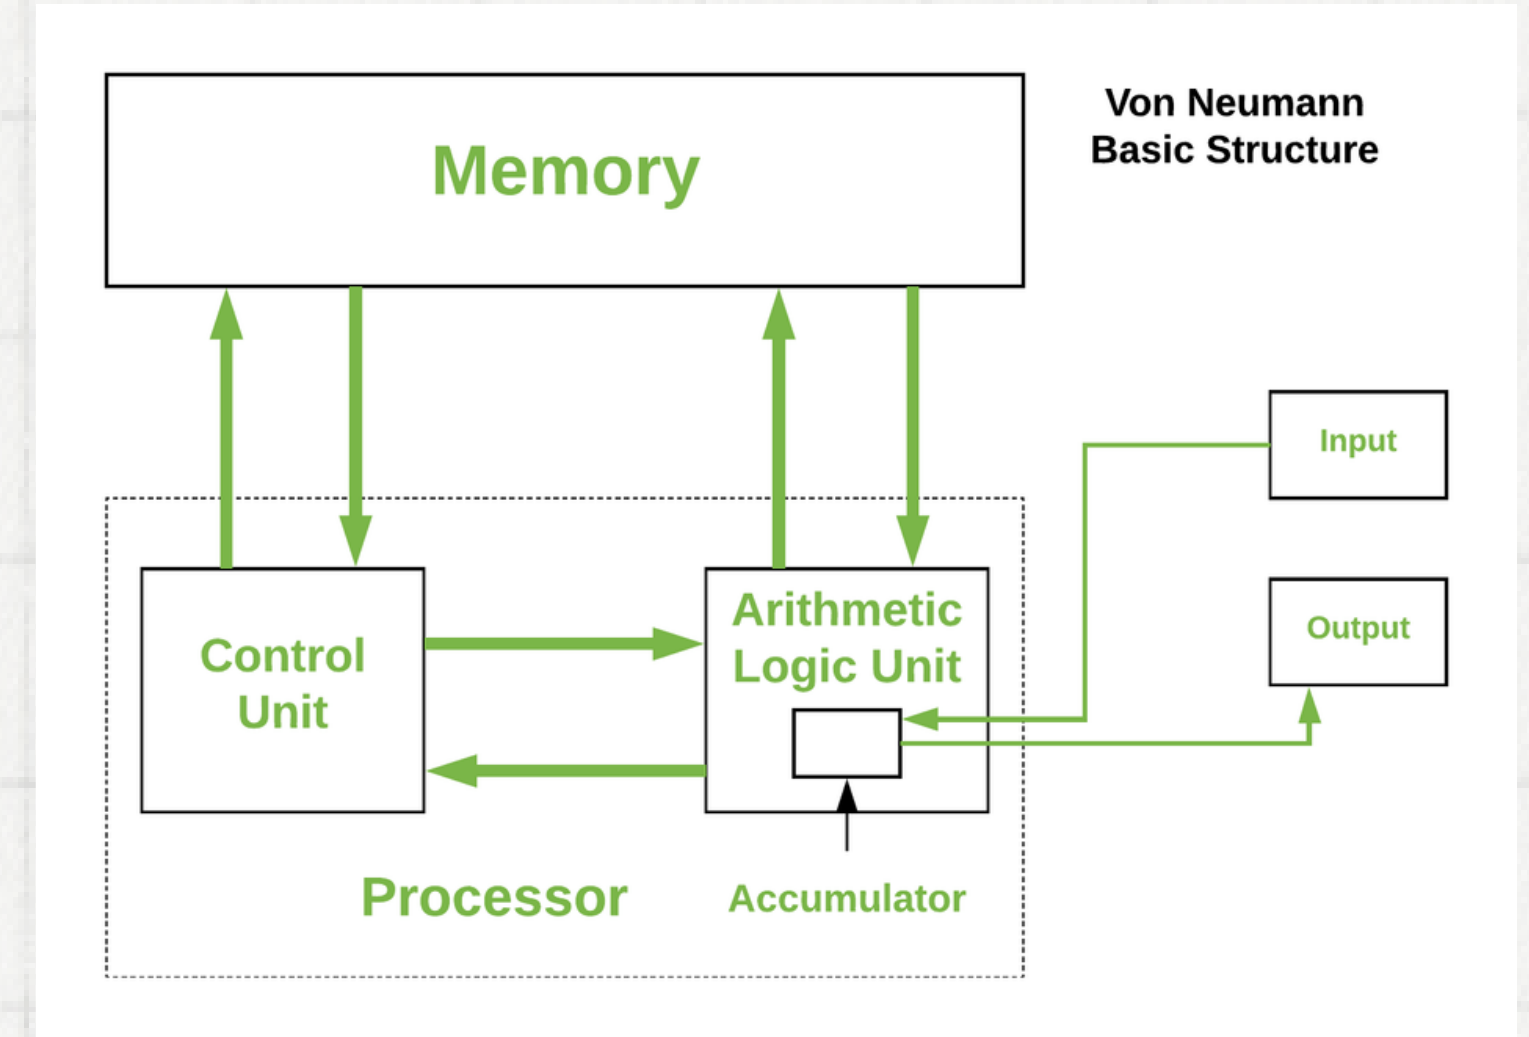 Von Neumann
Basic Structure
Memory
Input
Output
Control
Unit
Arithmetic
Logic Unit
Processor
Accumulator